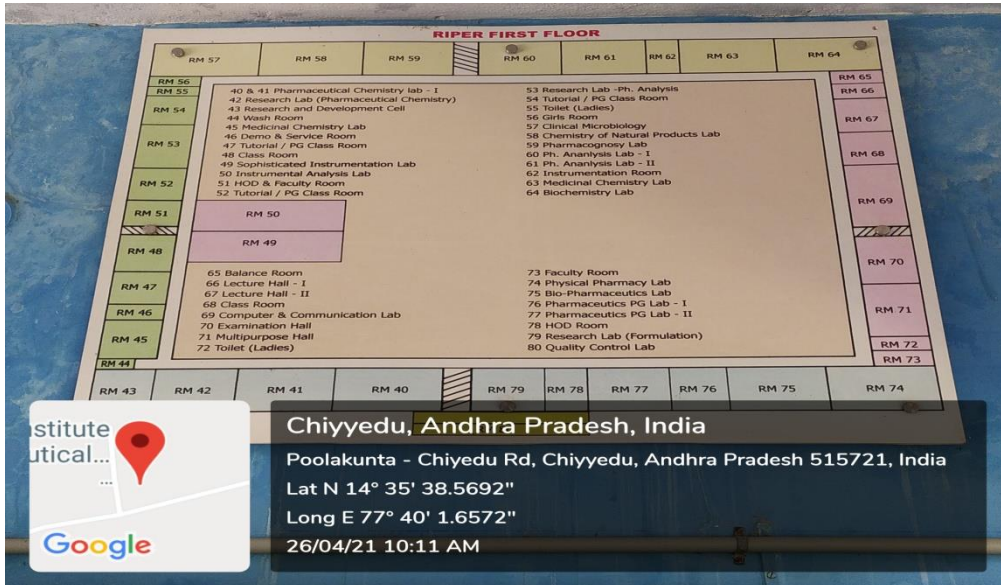 RIPER FIRST FLOOR
RM 57 RM 58 RM 59 RM 60 RM 61 RM 62 RM 63 RM 64
RM 56
RM 55
RM 54
RM 53
RM 52
RM 51
RM 48
RM 47
RM 46
RM 45
RM 44
40 & 41 Pharmaceutical Chemistry lab - I
42 Research Lab (Pharmaceutical Chemistry)
43 Research and Development Cell
44 Wash Room
45 Medicinal Chemistry Lab
46 Demo & Service Room
47 Tutorial / PG Class Room
48 Class Room
49 Sophisticated Instrumentation Lab
50 Instrumental Analysis Lab
51 HOD & Faculty Room
52 Tutorial / PG Class Room
53 Research Lab -Ph. Analysis
54 Tutorial / PG Class Room
55 Toilet (Ladies)
56 Girls Room
57 Clinical Microbiology
58 Chemistry of Natural Products Lab
59 Pharmacognosy Lab
60 Ph. Ananlysis Lab - I
61 Ph. Ananlysis Lab - II
62 Instrumentation Room
63 Medicinal Chemistry Lab
64 Biochemistry Lab
RM 50
RM 49
65 Balance Room
66 Lecture Hall - I
67 Lecture Hall - II
68 Class Room
69 Computer & Communication Lab
70 Examination Hall
71 Multipurpose Hall
72 Toilet (Ladies)
73 Faculty Room
74 Physical Pharmacy Lab
75 Bio-Pharmaceutics Lab
76 Pharmaceutics PG Lab - I
77 Pharmaceutics PG Lab - II
78 HOD Room
79 Research Lab (Formulation)
80 Quality Control Lab
RM 65
RM 66
RM 67
RM 68
RM 69
RM 70
RM 71
RM 72
RM 73
RM 43 RM 42 RM 41 RM 40 RM 79 RM 78 RM 77 RM 76 RM 75 RM 74
stitute
utical...
...
Google
Chiyyedu, Andhra Pradesh, India
Poolakunta - Chiyedu Rd, Chiyyedu, Andhra Pradesh 515721, India
Lat N 14° 35' 38.5692"
Long E 77° 40' 1.6572"
26/04/21 10:11 AM